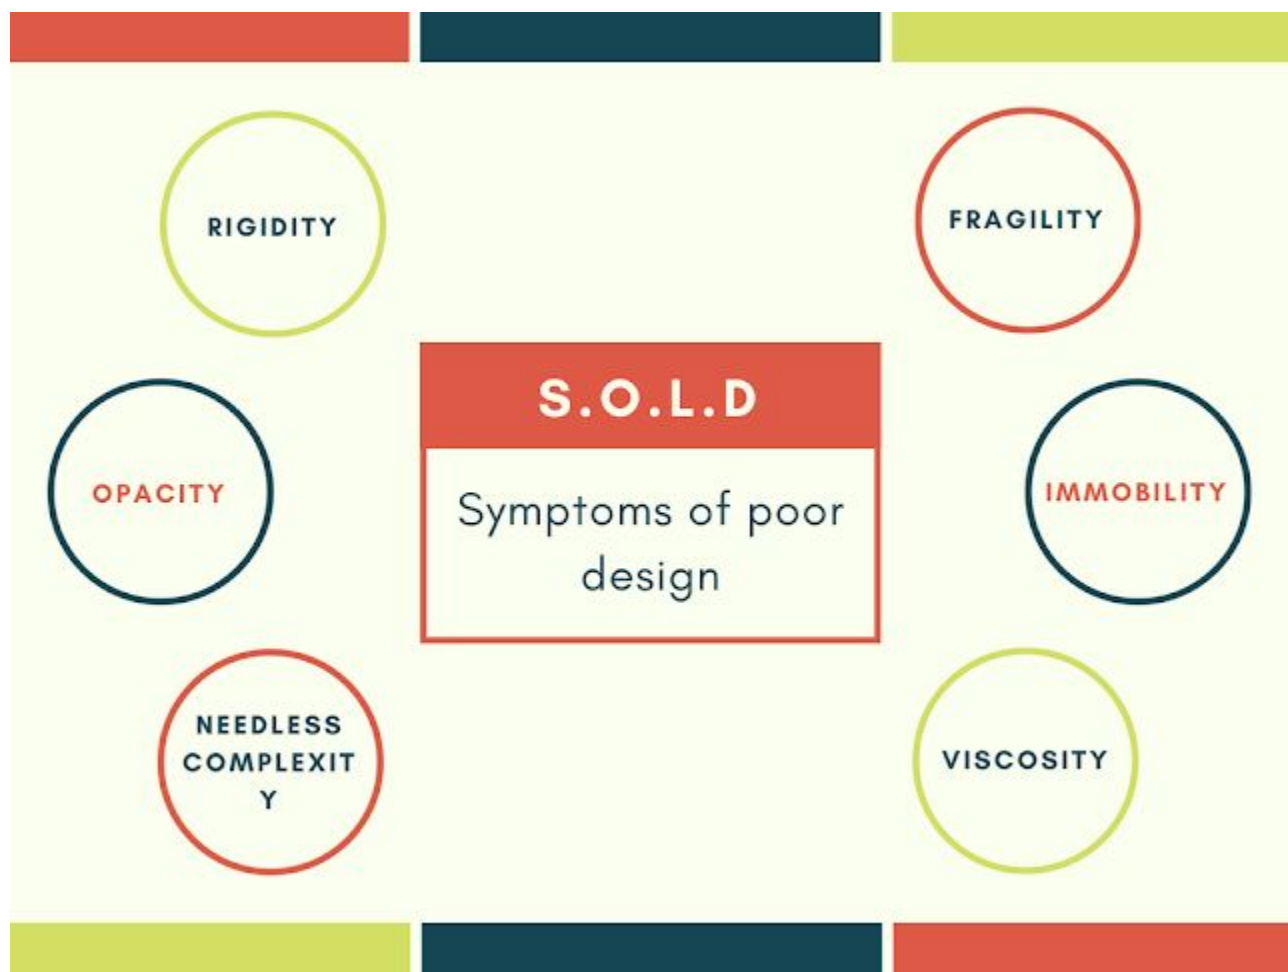 RIGIDITY
FRAGILITY
S.O.L.D
Symptoms of poor
design
OPACITY
IMMOBILITY
NEEDLESS
COMPLEXIT
Y
VISCOSITY